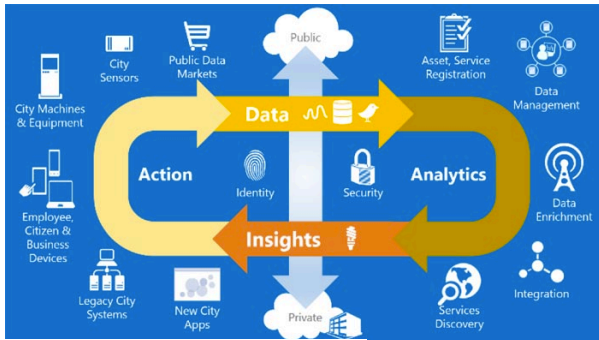 Public
City
Sensors
Public Data
Markets
Asset, Service
Registration
Data
Management
City Machines
& Equipment
Data
Action
Identity
Security
Analytics
Employee,
Citizen &
Business
Devices
Data
Enrichment
Insights
Legacy City
Systems
New City
Apps
Private
Services
Discovery
Integration